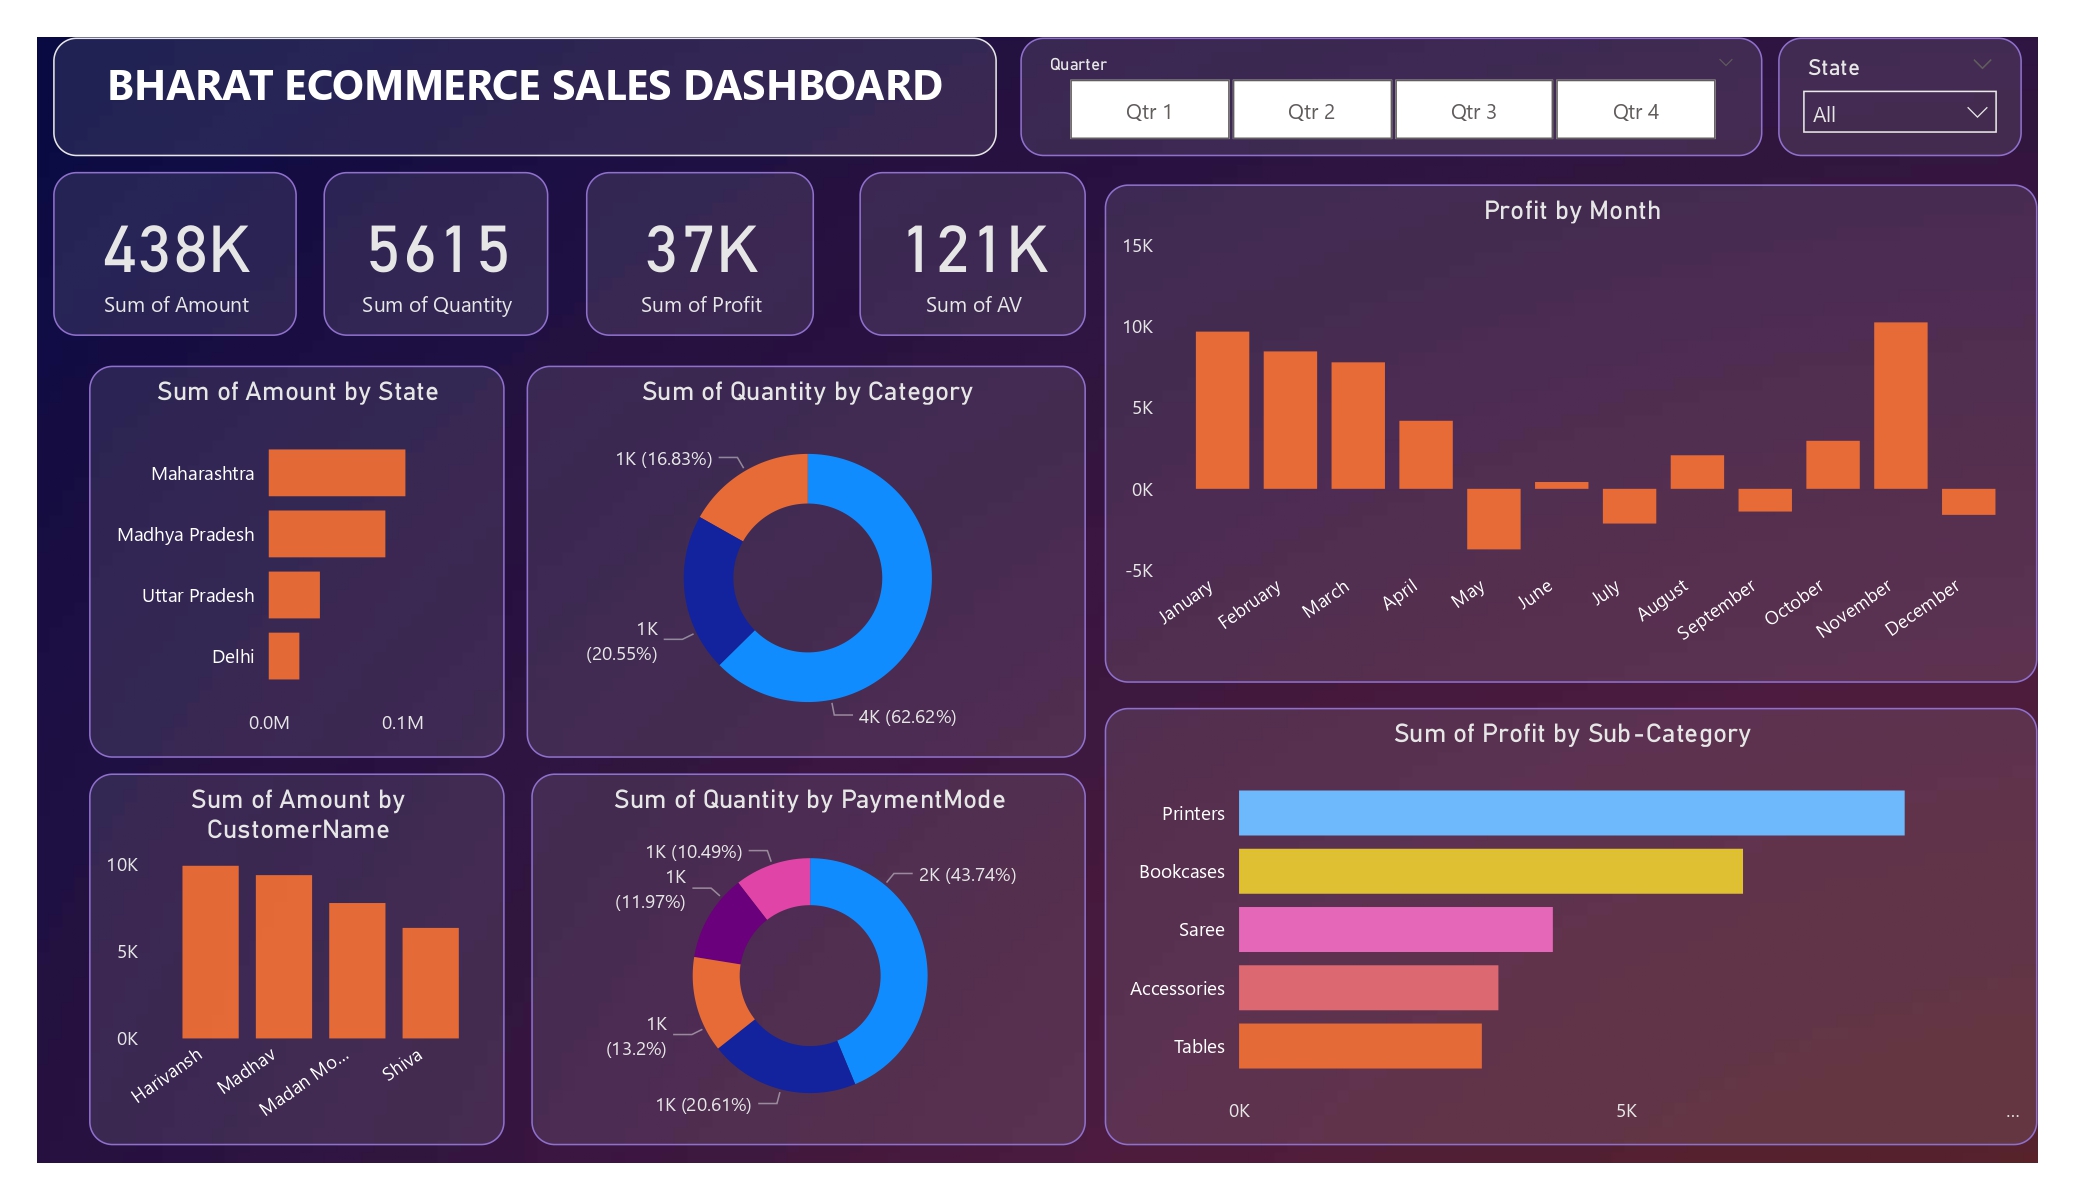 BHARAT ECOMMERCE SALES DASHBOARD
Quarter
Qtr 1
Qtr 2
Qtr 3
Qtr 4
State
All
438K
Sum of Amount
5615
Sum of Quantity
37K
Sum of Profit
121K
Sum of AV
Profit by Month
15K
10K
5K
0K
-5K
January
February
March
April
May
June
July
August
September
October
November
December
Sum of Amount by State
Maharashtra
Madhya Pradesh
Uttar Pradesh
Delhi
0.0M
0.1M
Sum of Quantity by Category
1K (16.83%)
1K
(20.55%)
4K (62.62%)
Sum of Amount by
CustomerName
10K
5K
0K
Harivansh
Madhav
Madan Mo...
Shiva
Sum of Quantity by PaymentMode
1K (10.49%)
1K
(11.97%)
2K (43.74%)
1K
(13.2%)
1K (20.61%)
Sum of Profit by Sub-Category
Printers
Bookcases
Saree
Accessories
Tables
0K
5K
...